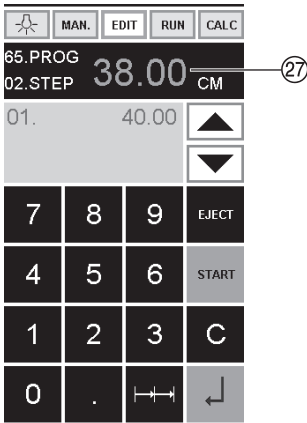 MAN. EDIT RUN CALC
65.PROG
02.STEP 38.00 CM
27
01. 40.00
7 8 9 EJECT
4 5 6 START
1 2 3 C
0 .